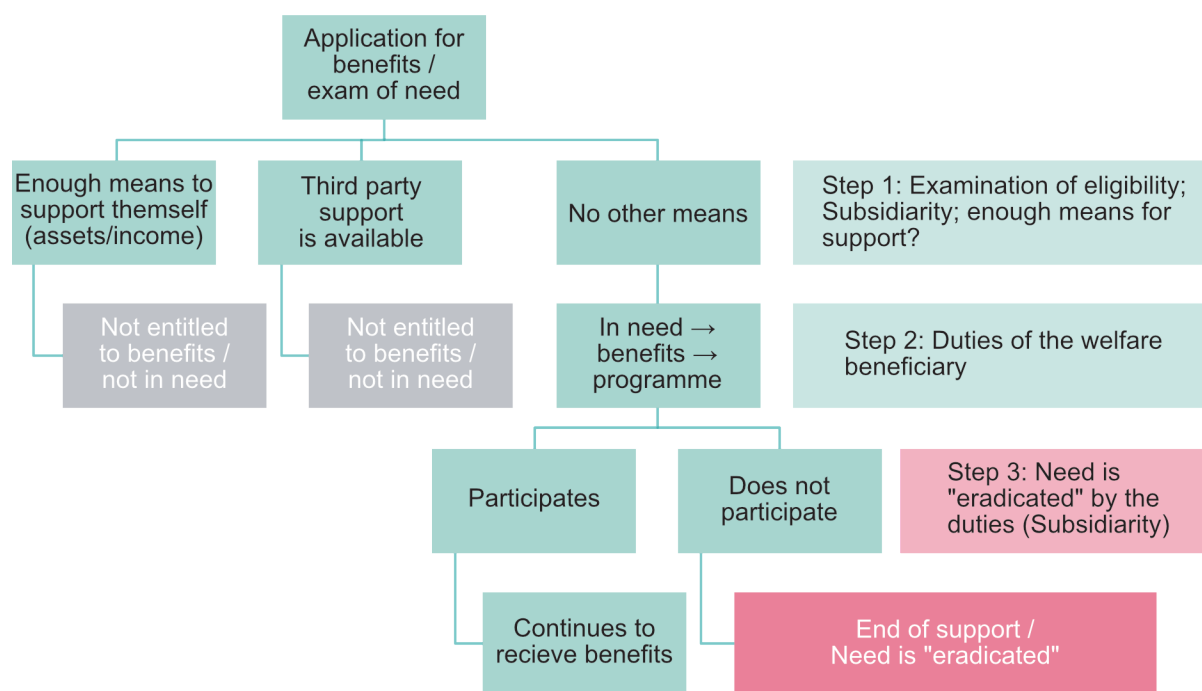 Application for
benefits /
exam of need
Enough means to
support themself
(assets/income)
Third party
support
is available
No other means
Step 1: Examination of eligibility;
Subsidiarity; enough means for
support?
Not entitled
to benefits /
not in need
Not entitled
to benefits /
not in need
In need →
benefits →
programme
Step 2: Duties of the welfare
beneficiary
Participates
Does not
participate
Step 3: Need is
"eradicated" by the
duties (Subsidiarity)
Continues to
recieve benefits
End of support /
Need is "eradicated"